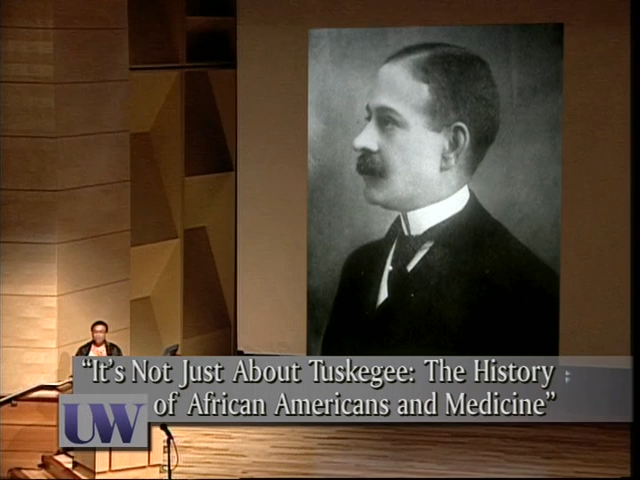 “It’s Not Just About Tuskegee: The History
of African Americans and Medicine”
UW